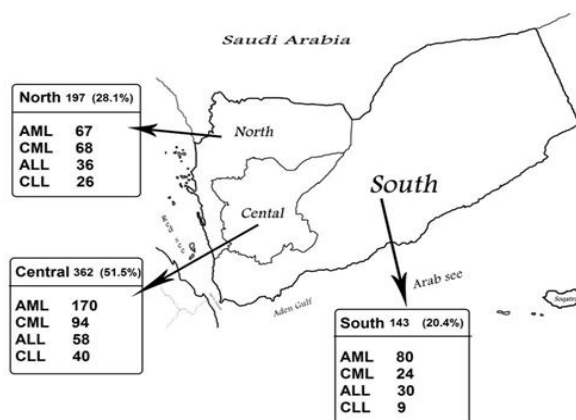 Saudi Arabia
North 197 (28.1%)
AML 67
CML 68
ALL 36
CLL 26
North
South
Cental
Central 362 (51.5%)
AML 170
CML 94
ALL 58
CLL 40
Aden Gulf
Arab see
South 143 (20.4%)
AML 80
CML 24
ALL 30
CLL 9